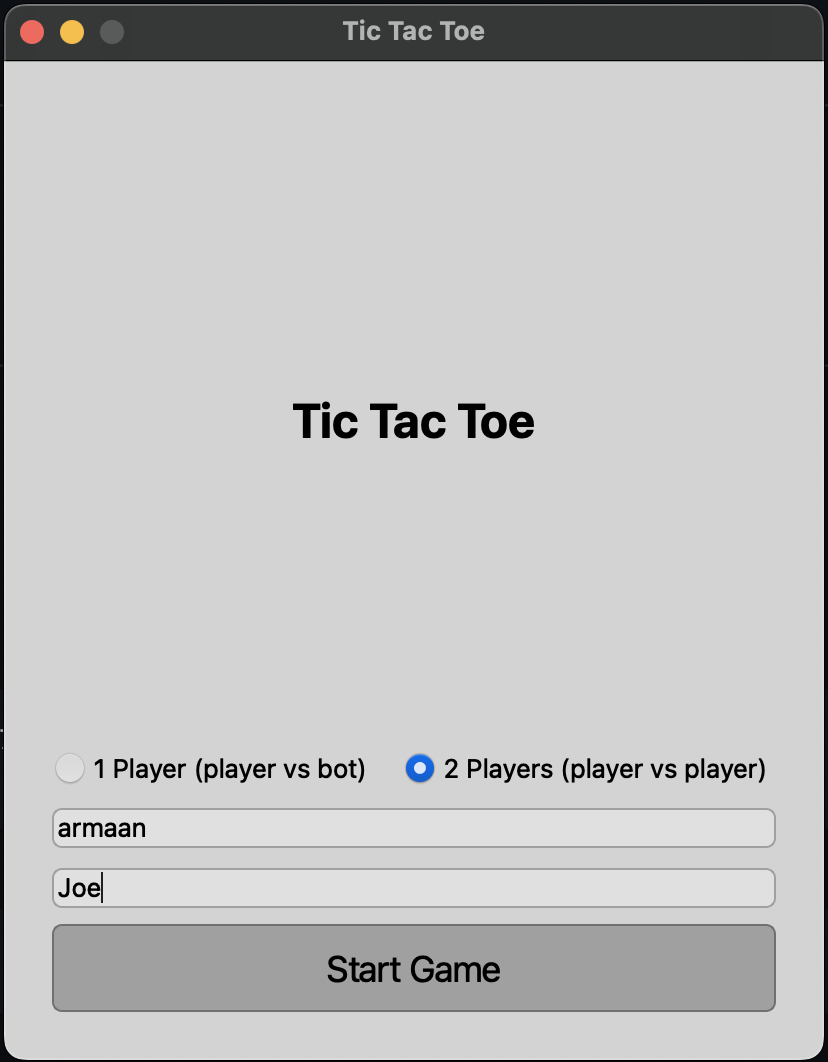 Tic Tac Toe
Tic Tac Toe
1 Player (player vs bot) 2 Players (player vs player)
armaan
Joe
Start Game